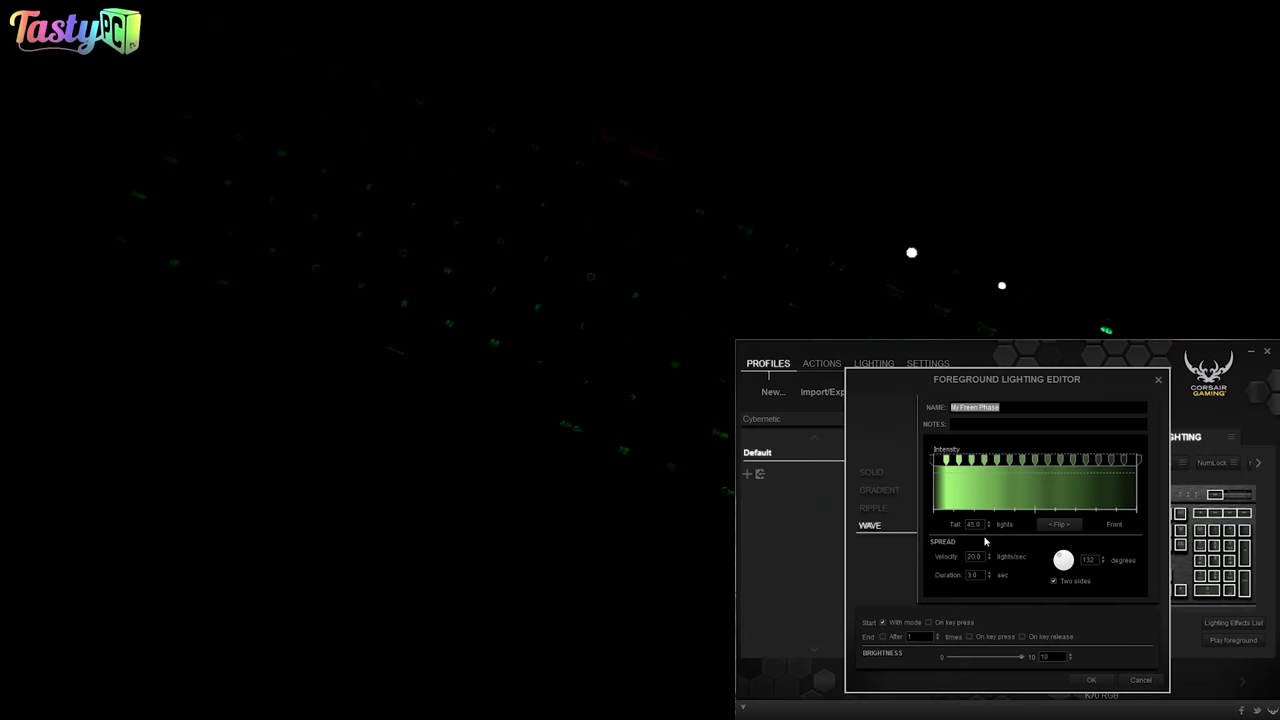 TastyPC
PROFILES
ACTIONS
LIGHTING
SETTINGS
New...
Import/Exp
Cybernetic
Default
CORSAIR
GAMING
FOREGROUND LIGHTING EDITOR
NAME: My Freen Phase
NOTES:
SOLID
GRADIENT
RIPPLE
WAVE
Intensity
Tail: 45.0 lights
< Flip >
Front
SPREAD
Velocity: 20.0 lights/sec
132 degrees
Duration: 3.0 sec
Two sides
Start With mode On key press
End After 1 times On key press On key release
BRIGHTNESS
0 10 10
OK
Cancel
GHTING
NumLock
Lighting Effects List
Play foreground
K70 RGB